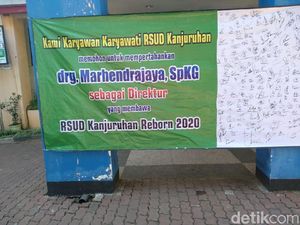 Kami Karyawan Karyawati RSUD Kanjuruhan
memohon untuk mempertahankan
drg. Marhendrajaya, SpKG
sebagai Direktur
yang membawa
RSUD Kanjuruhan Reborn 2020
detikcom